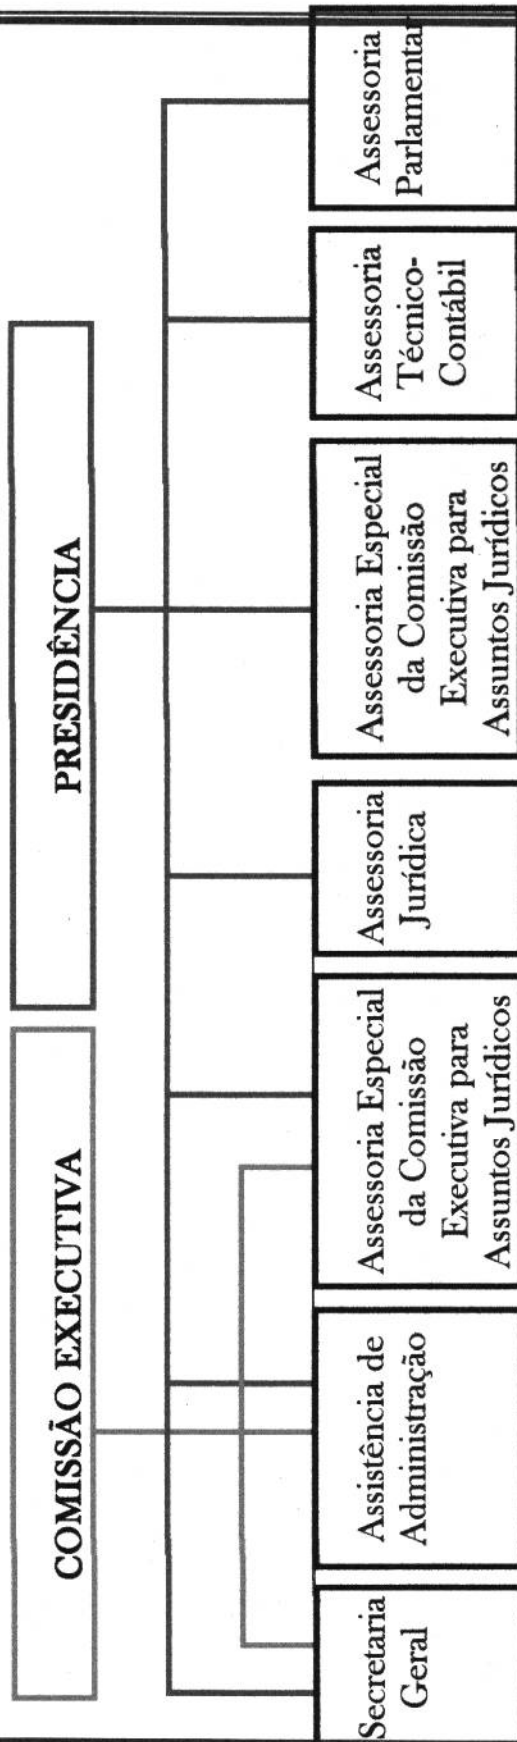 COMISSÃO EXECUTIVA
PRESIDÊNCIA
Secretaria
Geral
Assistência de
Administração
Assessoria Especial
da Comissão
Executiva para
Assuntos Jurídicos
Assessoria
Jurídica
Assessoria Especial
da Comissão
Executiva para
Assuntos Jurídicos
Assessoria
Técnico-
Contábil
Assessoria
Parlamentar